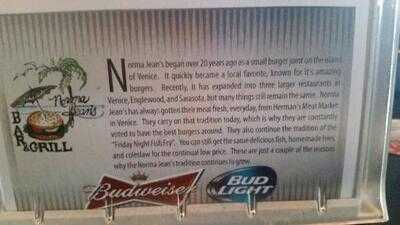 Norma Jean's began over 20 years ago as a small burger joint on the island
of Venice. It quickly became a local favorite, known for it's amazing
burgers. Recently, it has expanded into three larger restaurants in
Venice, Englewood, and Sarasota, but many things still remain the same. Norma
Jean's has always gotten their meat fresh, everyday, from Herman's Meat Market
in Venice. They carry on that tradition today, which is why they are constantly
voted to have the best burgers around. They also continue the tradition of the
"Friday Night Fish Fry". You can still get the same delicious fish, homemade fries,
and coleslaw for the continual low price. These are just a couple of the reasons
why the Norma Jean's tradition continues to grow.
Norma
Jean's
BAR
& GRILL
Budweiser
BUD
LIGHT